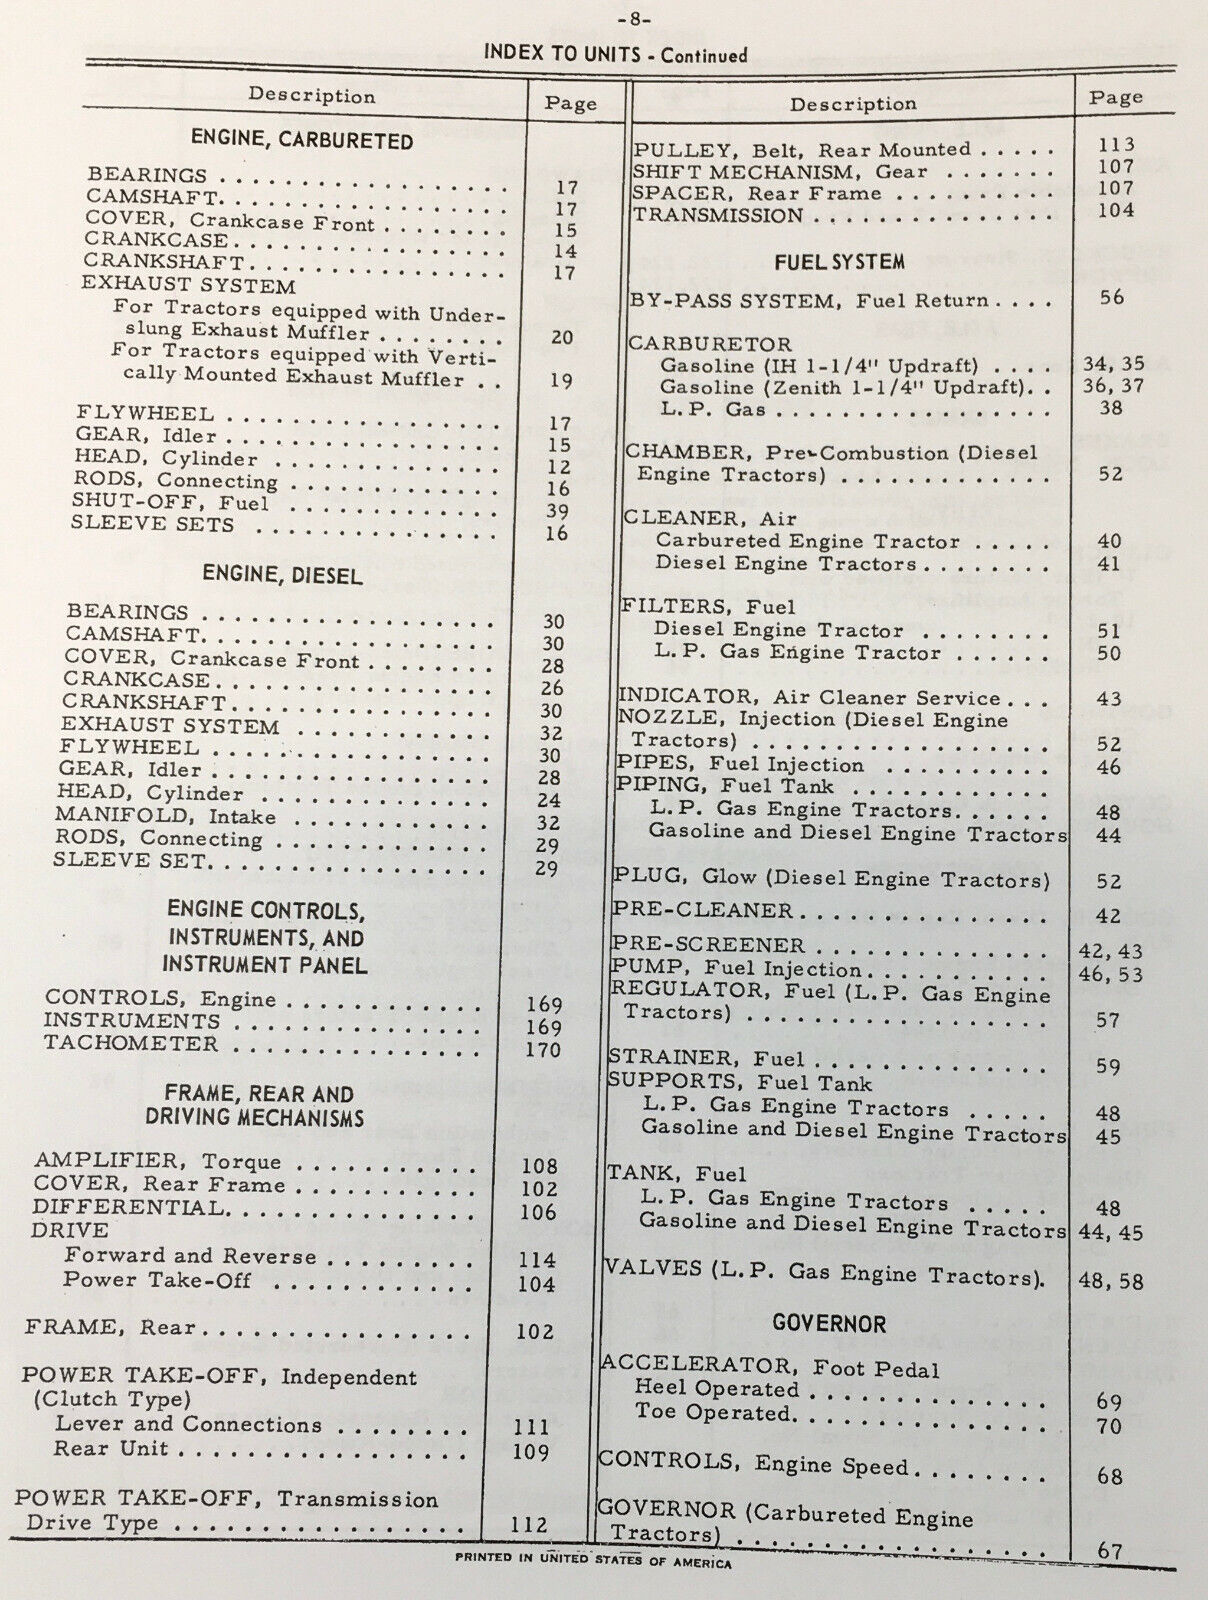 -8-
INDEX TO UNITS - Continued
Description Page
ENGINE, CARBURETED
BEARINGS . . . . . . . . . . . . . . . . . . 17
CAMSHAFT. . . . . . . . . . . . . . . . . . 17
COVER, Crankcase Front . . . . . . . . 15
CRANKCASE. . . . . . . . . . . . . . . . . 14
CRANKSHAFT. . . . . . . . . . . . . . . . 17
EXHAUST SYSTEM
For Tractors equipped with Under-
slung Exhaust Muffler . . . . . . . . 20
For Tractors equipped with Verti-
cally Mounted Exhaust Muffler . . 19
FLYWHEEL . . . . . . . . . . . . . . . . . 17
GEAR, Idler . . . . . . . . . . . . . . . . . 15
HEAD, Cylinder . . . . . . . . . . . . . . 12
RODS, Connecting . . . . . . . . . . . . . 16
SHUT-OFF, Fuel . . . . . . . . . . . . . 39
SLEEVE SETS . . . . . . . . . . . . . . . 16
ENGINE, DIESEL
BEARINGS . . . . . . . . . . . . . . . . . . 30
CAMSHAFT. . . . . . . . . . . . . . . . . . 30
COVER, Crankcase Front . . . . . . . . 28
CRANKCASE. . . . . . . . . . . . . . . . . 26
CRANKSHAFT. . . . . . . . . . . . . . . . 30
EXHAUST SYSTEM . . . . . . . . . . . . 32
FLYWHEEL . . . . . . . . . . . . . . . . . 30
GEAR, Idler . . . . . . . . . . . . . . . . . 28
HEAD, Cylinder . . . . . . . . . . . . . . 24
MANIFOLD, Intake . . . . . . . . . . . . 32
RODS, Connecting . . . . . . . . . . . . . 29
SLEEVE SET. . . . . . . . . . . . . . . . . 29
ENGINE CONTROLS,
INSTRUMENTS, AND
INSTRUMENT PANEL
CONTROLS, Engine . . . . . . . . . . . . 169
INSTRUMENTS . . . . . . . . . . . . . . . 169
TACHOMETER . . . . . . . . . . . . . . . 170
FRAME, REAR AND
DRIVING MECHANISMS
AMPLIFIER, Torque . . . . . . . . . . . 108
COVER, Rear Frame . . . . . . . . . . . 102
DIFFERENTIAL. . . . . . . . . . . . . . . 106
DRIVE
Forward and Reverse . . . . . . . . . 114
Power Take-Off . . . . . . . . . . . . 104
FRAME, Rear. . . . . . . . . . . . . . . . . 102
POWER TAKE-OFF, Independent
(Clutch Type)
Lever and Connections . . . . . . . . 111
Rear Unit . . . . . . . . . . . . . . . . . 109
POWER TAKE-OFF, Transmission
Drive Type . . . . . . . . . . . . . . . . . 112
Description Page
PULLEY, Belt, Rear Mounted . . . . . 113
SHIFT MECHANISM, Gear . . . . . . . 107
SPACER, Rear Frame . . . . . . . . . . 107
TRANSMISSION . . . . . . . . . . . . . . . 104
FUEL SYSTEM
BY-PASS SYSTEM, Fuel Return. . . . 56
CARBURETOR
Gasoline (IH 1-1/4" Updraft) . . . . 34, 35
Gasoline (Zenith 1-1/4" Updraft). . 36, 37
L. P. Gas . . . . . . . . . . . . . . . . . 38
CHAMBER, Pre-Combustion (Diesel
Engine Tractors) . . . . . . . . . . . . . 52
CLEANER, Air
Carbureted Engine Tractor . . . . . 40
Diesel Engine Tractors . . . . . . . . 41
FILTERS, Fuel
Diesel Engine Tractor . . . . . . . . 51
L. P. Gas Engine Tractor . . . . . . 50
INDICATOR, Air Cleaner Service . . . 43
NOZZLE, Injection (Diesel Engine
Tractors) . . . . . . . . . . . . . . . . . . 52
PIPES, Fuel Injection . . . . . . . . . . 46
PIPING, Fuel Tank . . . . . . . . . . . .
L. P. Gas Engine Tractors. . . . . . 48
Gasoline and Diesel Engine Tractors 44
PLUG, Glow (Diesel Engine Tractors) 52
PRE-CLEANER. . . . . . . . . . . . . . . 42
PRE-SCREENER . . . . . . . . . . . . . . 42, 43
PUMP, Fuel Injection. . . . . . . . . . . 46, 53
REGULATOR, Fuel (L. P. Gas Engine
Tractors) . . . . . . . . . . . . . . . . . . 57
STRAINER, Fuel . . . . . . . . . . . . . . 59
SUPPORTS, Fuel Tank
L. P. Gas Engine Tractors . . . . . 48
Gasoline and Diesel Engine Tractors 45
TANK, Fuel
L. P. Gas Engine Tractors . . . . . 48
Gasoline and Diesel Engine Tractors 44, 45
VALVES (L. P. Gas Engine Tractors). 48, 58
GOVERNOR
ACCELERATOR, Foot Pedal
Heel Operated . . . . . . . . . . . . . . 69
Toe Operated. . . . . . . . . . . . . . . 70
CONTROLS, Engine Speed. . . . . . . . 68
GOVERNOR (Carbureted Engine
Tractors) . . . . . . . . . . . . . . . . . . 67
PRINTED IN UNITED STATES OF AMERICA